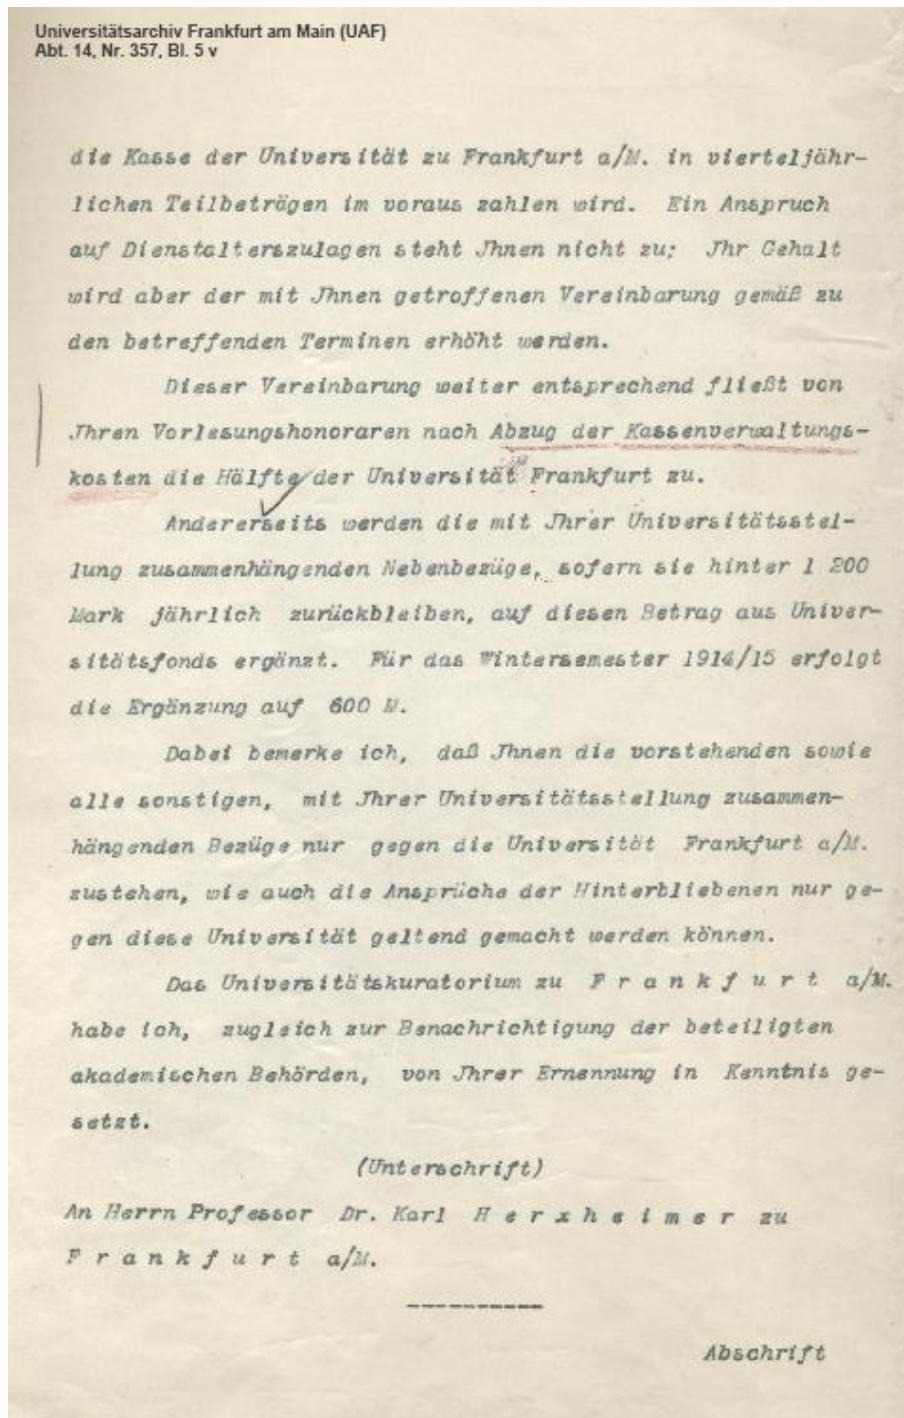 Universitätsarchiv Frankfurt am Main (UAF)
Abt. 14, Nr. 357, Bl. 5 v
die Kasse der Universität zu Frankfurt a/M. in vierteljähr-
lichen Teilbeträgen im voraus zahlen wird. Ein Anspruch
auf Dienstalterszulagen steht Jhnen nicht zu; Jhr Gehalt
wird aber der mit Jhnen getroffenen Vereinbarung gemäß zu
den betreffenden Terminen erhöht werden.
Dieser Vereinbarung weiter entsprechend fließt von
Jhren Vorlesungshonoraren nach Abzug der Kassenverwaltungs-
kosten die Hälfte der Universität Frankfurt zu.
Andererseits werden die mit Jhrer Universitätsstel-
lung zusammenhängenden Nebenbezüge, sofern sie hinter 1 200
Mark jährlich zurückbleiben, auf diesen Betrag aus Univer-
sitätsfonds ergänzt. Für das Wintersemester 1914/15 erfolgt
die Ergänzung auf 600 M.
Dabei bemerke ich, daß Jhnen die vorstehenden sowie
alle sonstigen, mit Jhrer Universitätsstellung zusammen-
hängenden Bezüge nur gegen die Universität Frankfurt a/M.
zustehen, wie auch die Ansprüche der Hinterbliebenen nur ge-
gen diese Universität geltend gemacht werden können.
Das Universitätskuratorium zu F r a n k f u r t a/M.
habe ich, zugleich zur Benachrichtigung der beteiligten
akademischen Behörden, von Jhrer Ernennung in Kenntnis ge-
setzt.
(Unterschrift)
An Herrn Professor Dr. Karl H e r x h e i m e r zu
F r a n k f u r t a/M.
----------
Abschrift